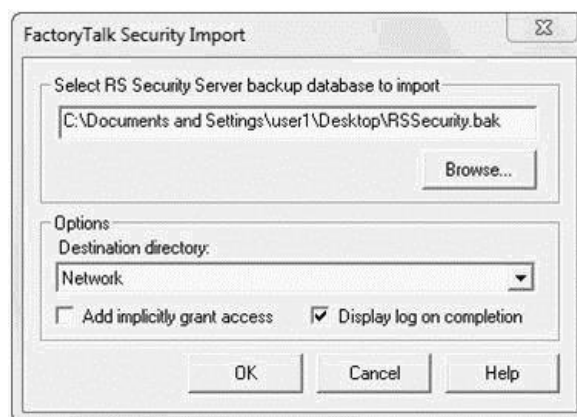 FactoryTalk Security Import
Select RS Security Server backup database to import
C:\Documents and Settings\user1\Desktop\RSSecurity.bak
Browse...
Options
Destination directory:
Network
Add implicitly grant access Display log on completion
OK Cancel Help